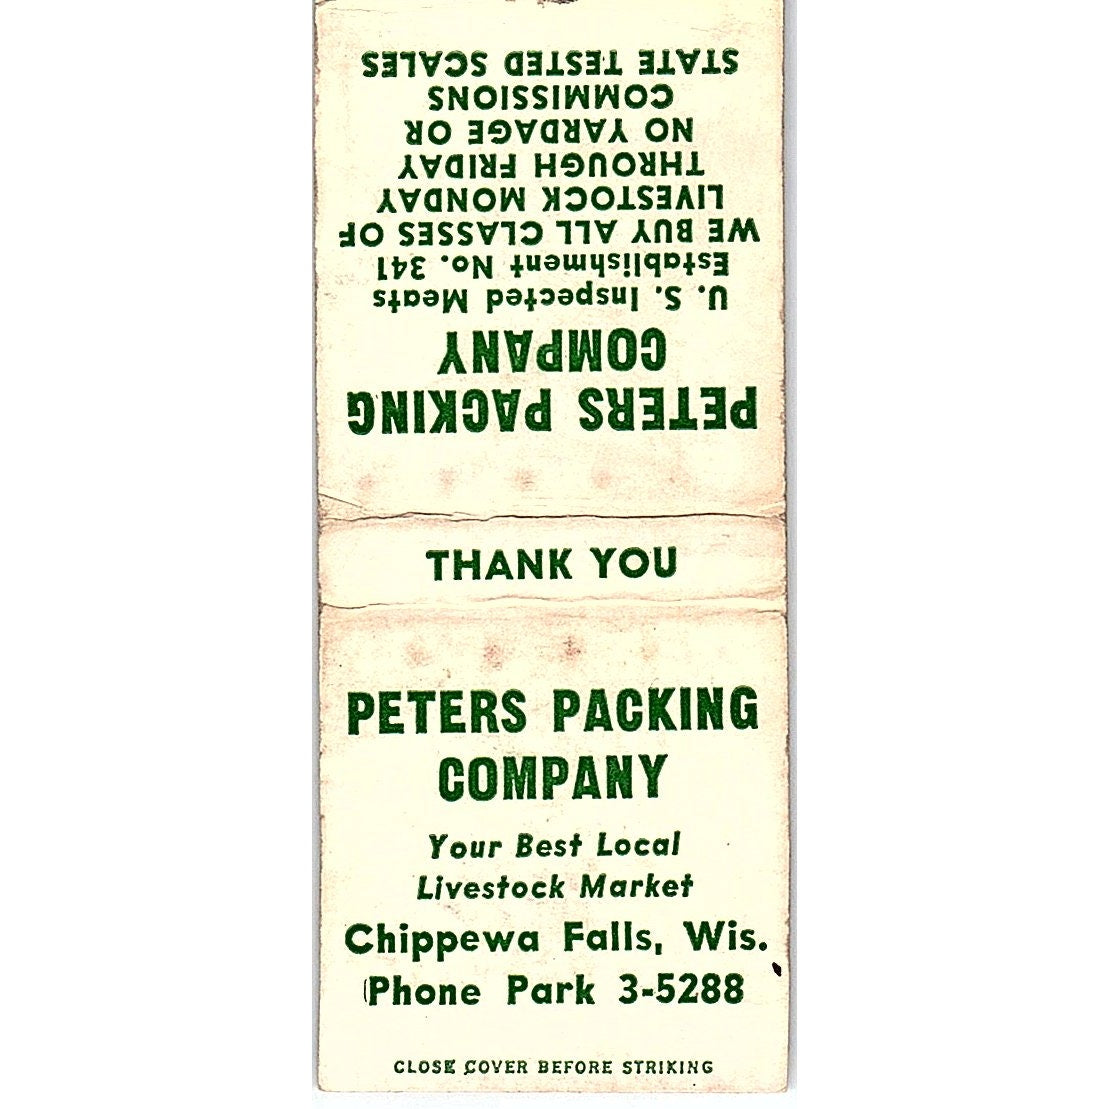 PETERS PACKING
COMPANY
U. S. Inspected Meats
Establishment No. 341
WE BUY ALL CLASSES OF
LIVESTOCK MONDAY
THROUGH FRIDAY
NO YARDAGE OR
COMMISSIONS
STATE TESTED SCALES
THANK YOU
PETERS PACKING
COMPANY
Your Best Local
Livestock Market
Chippewa Falls, Wis.
Phone Park 3-5288
CLOSE COVER BEFORE STRIKING